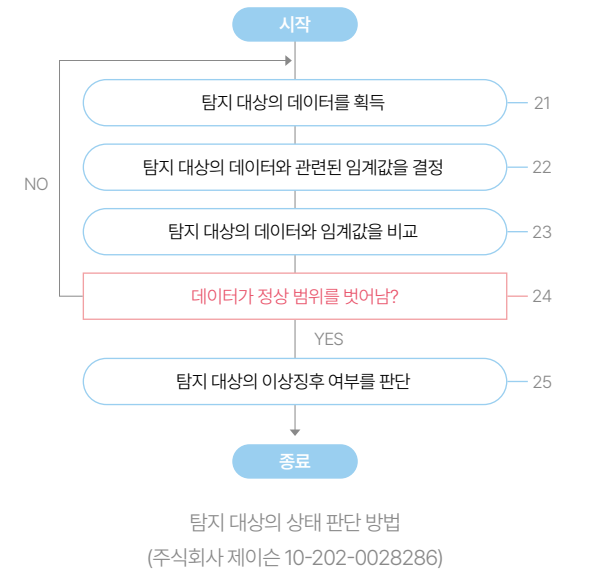 시작
탐지 대상의 데이터를 획득
21
탐지 대상의 데이터와 관련된 임계값을 결정
22
NO
탐지 대상의 데이터와 임계값을 비교
23
데이터가 정상 범위를 벗어남?
24
YES
탐지 대상의 이상징후 여부를 판단
25
종료
탐지 대상의 상태 판단 방법
(주식회사 제이슨 10-202-0028286)